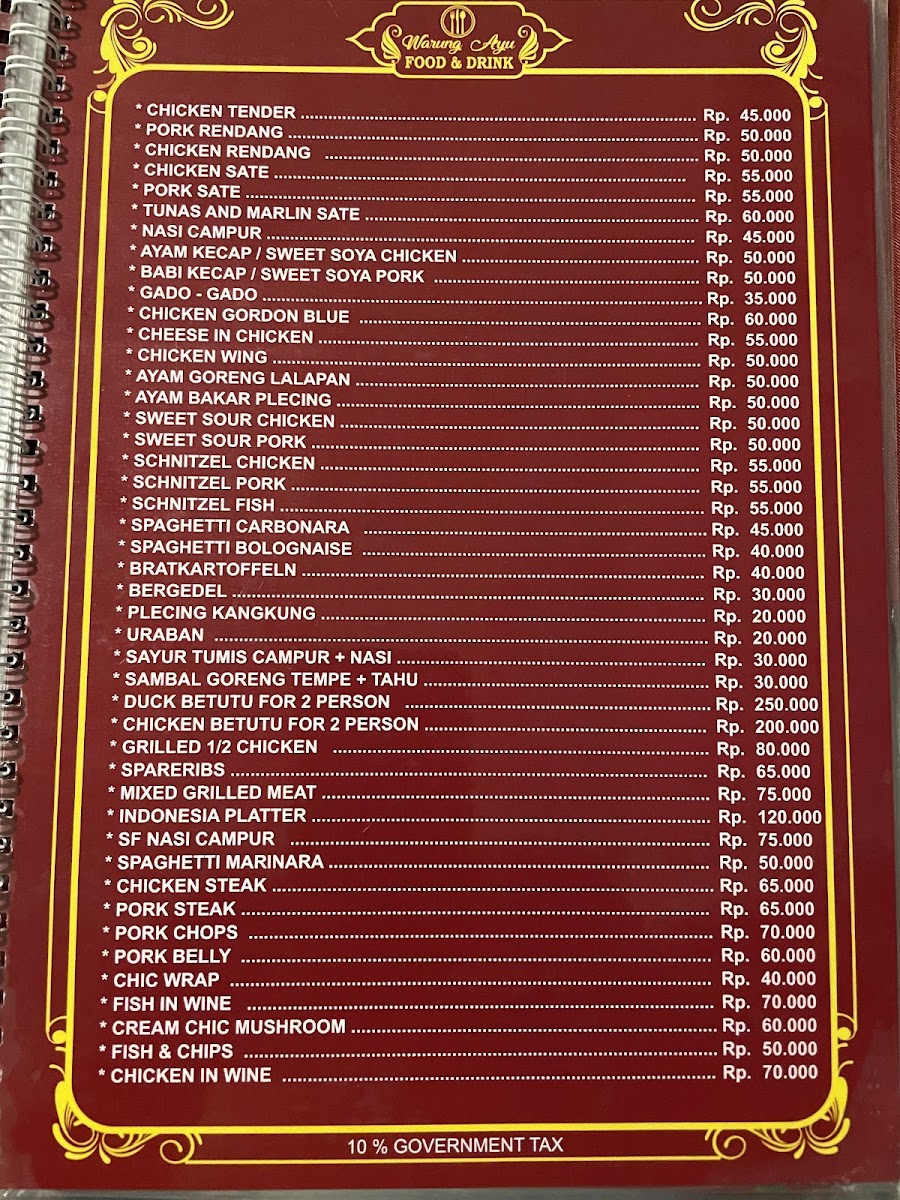 Warung Ayu
FOOD & DRINK
* CHICKEN TENDER ........ Rp. 45.000
* PORK RENDANG ........ Rp. 50.000
* CHICKEN RENDANG ........ Rp. 50.000
* CHICKEN SATE ........ Rp. 55.000
* PORK SATE ........ Rp. 55.000
* TUNAS AND MARLIN SATE ........ Rp. 60.000
* NASI CAMPUR ........ Rp. 45.000
* AYAM KECAP / SWEET SOYA CHICKEN ........ Rp. 50.000
* BABI KECAP / SWEET SOYA PORK ........ Rp. 50.000
* GADO - GADO ........ Rp. 35.000
* CHICKEN GORDON BLUE ........ Rp. 60.000
* CHEESE IN CHICKEN ........ Rp. 55.000
* CHICKEN WING ........ Rp. 50.000
* AYAM GORENG LALAPAN ........ Rp. 50.000
* AYAM BAKAR PLECING ........ Rp. 50.000
* SWEET SOUR CHICKEN ........ Rp. 50.000
* SWEET SOUR PORK ........ Rp. 50.000
* SCHNITZEL CHICKEN ........ Rp. 55.000
* SCHNITZEL PORK ........ Rp. 55.000
* SCHNITZEL FISH ........ Rp. 55.000
* SPAGHETTI CARBONARA ........ Rp. 45.000
* SPAGHETTI BOLOGNAISE ........ Rp. 40.000
* BRATKARTOFFELN ........ Rp. 40.000
* BERGEDEL ........ Rp. 30.000
* PLECING KANGKUNG ........ Rp. 20.000
* URABAN ........ Rp. 20.000
* SAYUR TUMIS CAMPUR + NASI ........ Rp. 30.000
* SAMBAL GORENG TEMPE + TAHU ........ Rp. 30.000
* DUCK BETUTU FOR 2 PERSON ........ Rp. 250.000
* CHICKEN BETUTU FOR 2 PERSON ........ Rp. 200.000
* GRILLED 1/2 CHICKEN ........ Rp. 80.000
* SPARERIBS ........ Rp. 65.000
* MIXED GRILLED MEAT ........ Rp. 75.000
* INDONESIA PLATTER ........ Rp. 120.000
* SF NASI CAMPUR ........ Rp. 75.000
* SPAGHETTI MARINARA ........ Rp. 50.000
* CHICKEN STEAK ........ Rp. 65.000
* PORK STEAK ........ Rp. 65.000
* PORK CHOPS ........ Rp. 70.000
* PORK BELLY ........ Rp. 60.000
* CHIC WRAP ........ Rp. 40.000
* FISH IN WINE ........ Rp. 70.000
* CREAM CHIC MUSHROOM ........ Rp. 60.000
* FISH & CHIPS ........ Rp. 50.000
* CHICKEN IN WINE ........ Rp. 70.000
10 % GOVERNMENT TAX